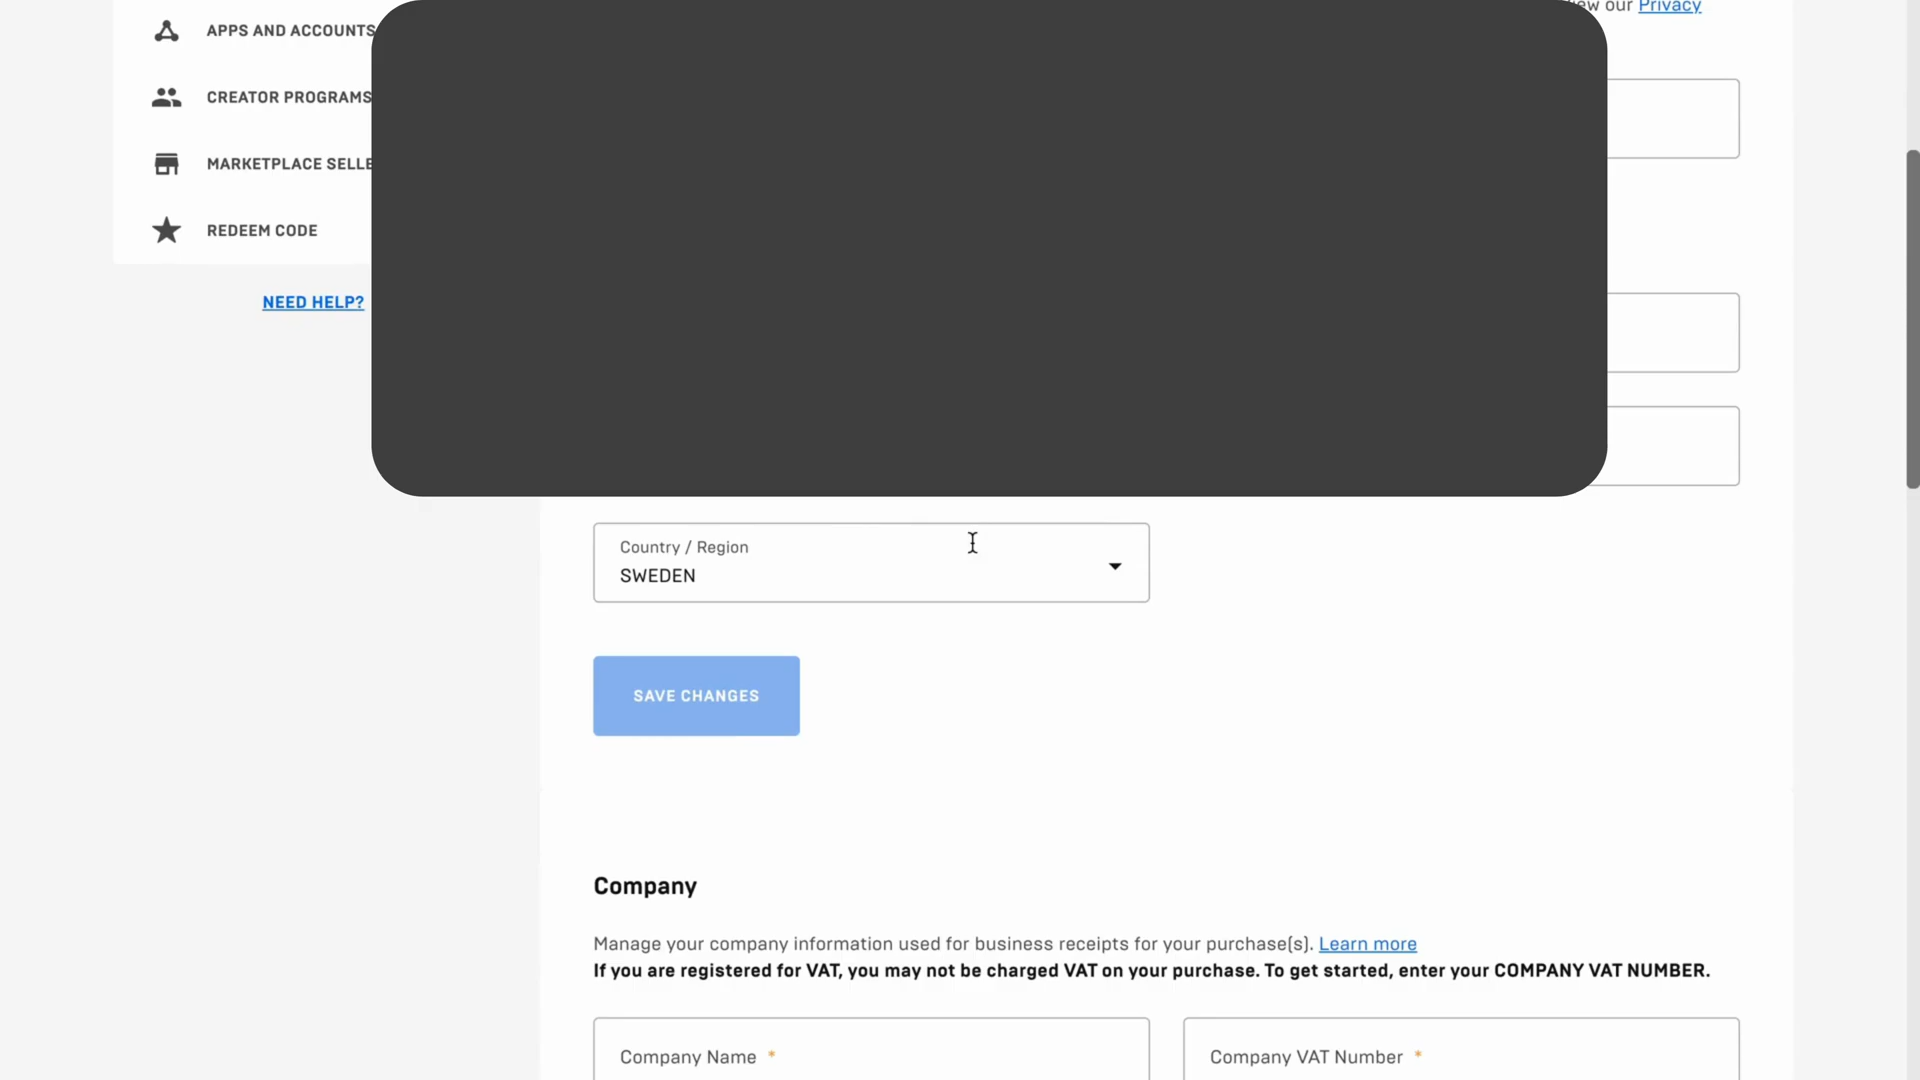 APPS AND ACCOUNTS
CREATOR PROGRAMS
MARKETPLACE SELLE
REDEEM CODE
NEED HELP?
our Privacy
Country / Region
SWEDEN
SAVE CHANGES
Company
Manage your company information used for business receipts for your purchase(s). Learn more
If you are registered for VAT, you may not be charged VAT on your purchase. To get started, enter your COMPANY VAT NUMBER.
Company Name *
Company VAT Number *